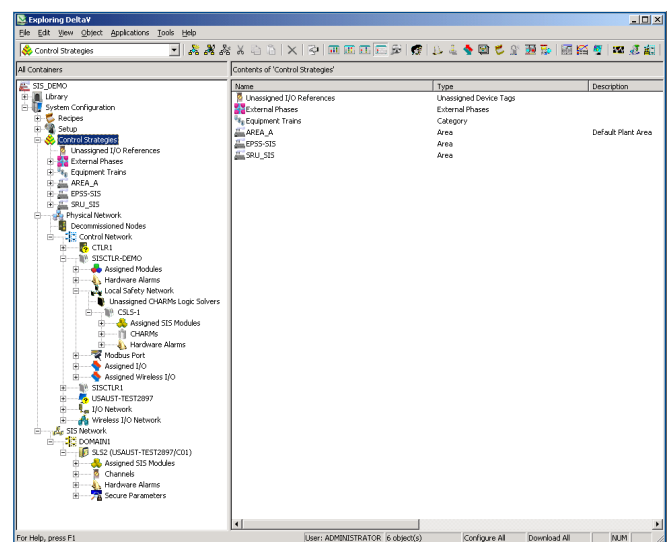 Exploring DeltaV
File Edit View Object Applications Tools Help
Control Strategies
All Containers
Contents of 'Control Strategies'
SIS_DEMO
Library
System Configuration
Recipes
Setup
Control Strategies
Unassigned I/O References
External Phases
Equipment Trains
AREA_A
EPSS-SIS
SRU_SIS
Physical Network
Decommissioned Nodes
Control Network
CTLR1
SISCTLR-DEMO
Assigned Modules
Hardware Alarms
Local Safety Network
Unassigned CHARMs Logic Solvers
CSLS-1
Assigned SIS Modules
CHARMs
Hardware Alarms
Modbus Port
Assigned I/O
Assigned Wireless I/O
SISCTLR1
USAUST-TEST2897
I/O Network
Wireless I/O Network
SIS Network
DOMAIN1
SLS2 (USAUST-TEST2897/C01)
Assigned SIS Modules
Channels
Hardware Alarms
Secure Parameters
Name Type Description
Unassigned I/O References Unassigned Device Tags
External Phases External Phases
Equipment Trains Category
AREA_A Area Default Plant Area
EPSS-SIS Area
SRU_SIS Area
For Help, press F1 User: ADMINISTRATOR 6 object(s) Configure All Download All NUM